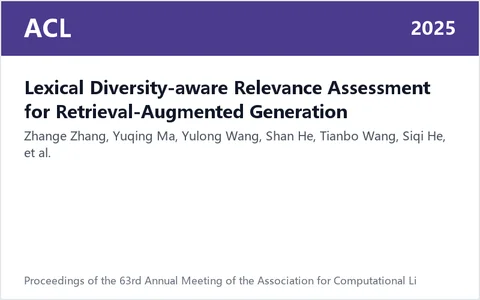 ACL
2025
Lexical Diversity-aware Relevance Assessment
for Retrieval-Augmented Generation
Zhange Zhang, Yuqing Ma, Yulong Wang, Shan He, Tianbo Wang, Siqi He,
et al.
Proceedings of the 63rd Annual Meeting of the Association for Computational Li